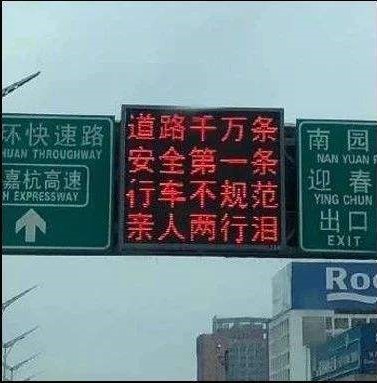 环快速路
HUAN THROUGHWAY
嘉杭高速
H EXPRESSWAY
道路千万条
安全第一条
行车不规范
亲人两行泪
南园
NAN YUAN
迎春
YING CHUN
出口
EXIT